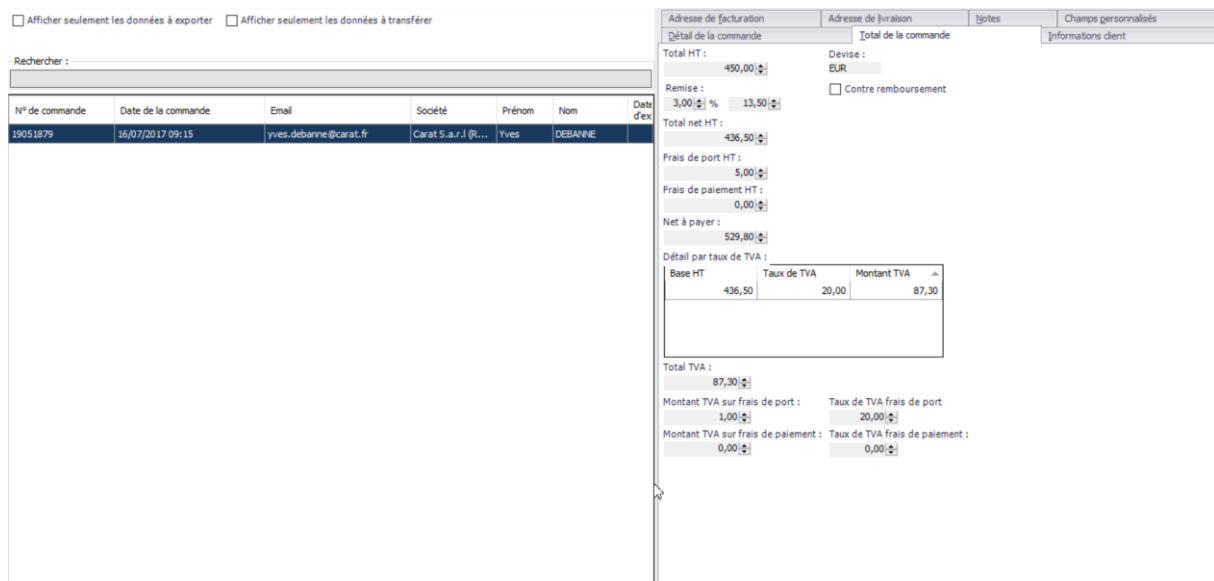 Afficher seulement les données à exporter Afficher seulement les données à transférer
Rechercher :
N° de commande Date de la commande Email Société Prénom Nom Date d'ex
19051879 16/07/2017 09:15 yves.debanne@carat.fr Carat S.a.r.l (R... Yves DEBANNE
Adresse de facturation Adresse de livraison Notes Champs personnalisés
Détail de la commande Total de la commande Informations client
Total HT : Devise :
450,00 EUR
Remise : Contre remboursement
3,00 % 13,50
Total net HT :
436,50
Frais de port HT :
5,00
Frais de paiement HT :
0,00
Net à payer :
529,80
Détail par taux de TVA :
Base HT Taux de TVA Montant TVA
436,50 20,00 87,30
Total TVA :
87,30
Montant TVA sur frais de port : Taux de TVA frais de port
1,00 20,00
Montant TVA sur frais de paiement : Taux de TVA frais de paiement :
0,00 0,00